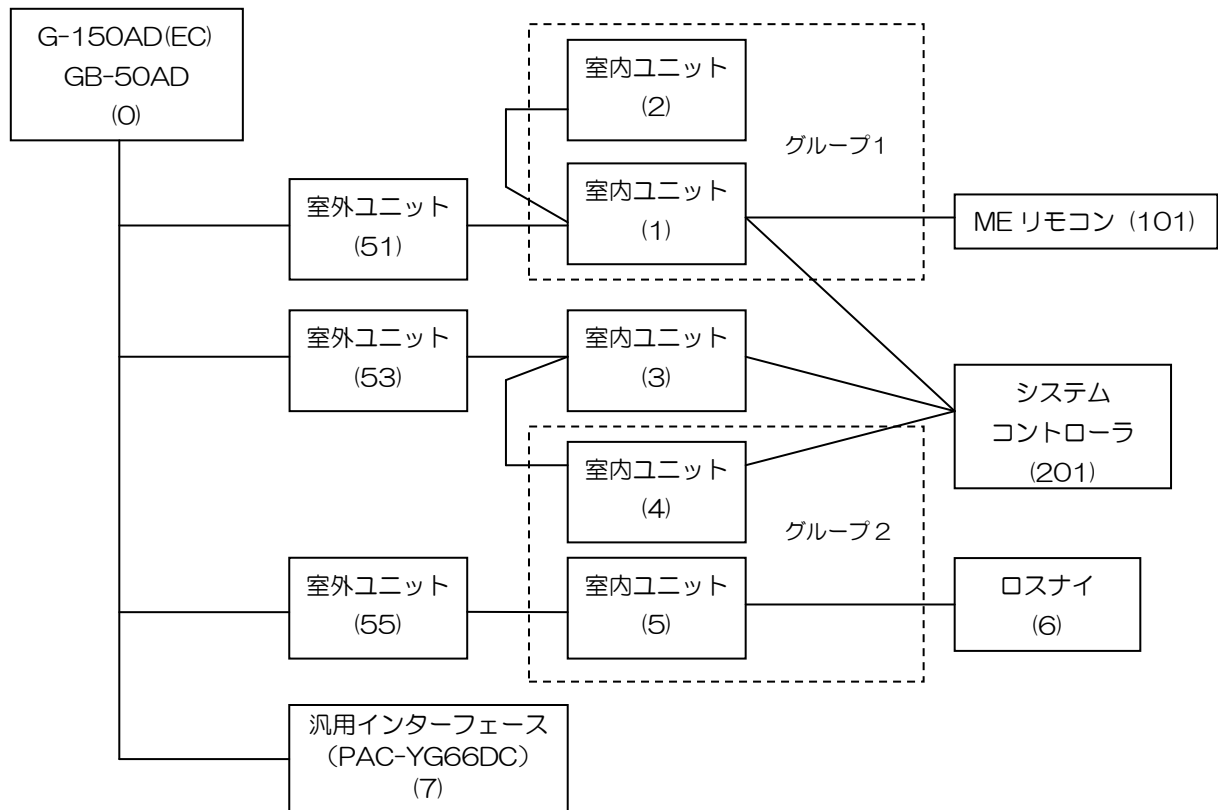 G-150AD(EC)
GB-50AD
(0)
室内ユニット
(2)
グループ1
室外ユニット
(51)
室内ユニット
(1)
ME リモコン (101)
室外ユニット
(53)
室内ユニット
(3)
システム
コントローラ
(201)
室内ユニット
(4)
グループ2
室外ユニット
(55)
室内ユニット
(5)
ロスナイ
(6)
汎用インターフェース
（PAC-YG66DC）
(7)